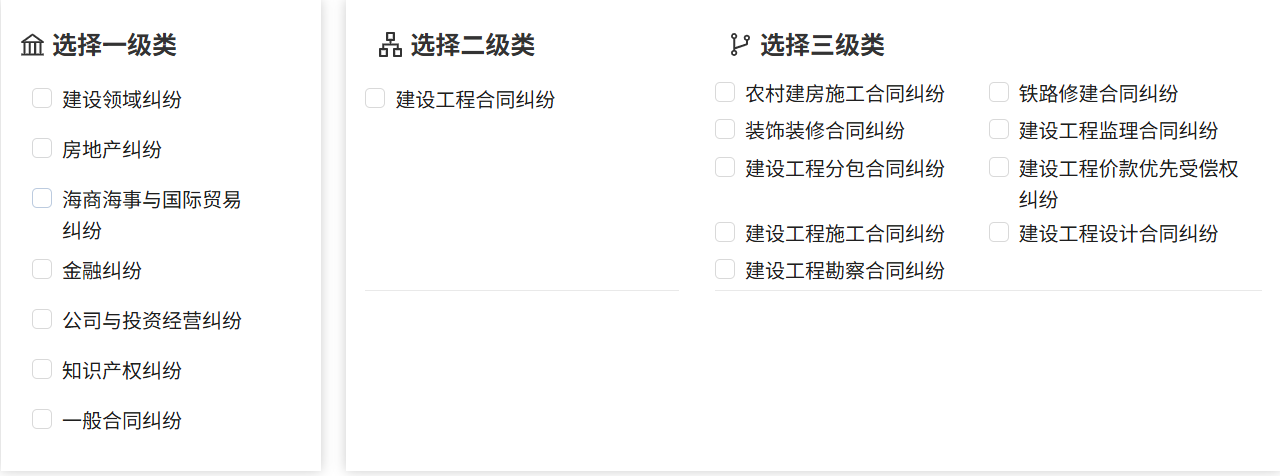 选择一级类
建设领域纠纷
房地产纠纷
海商海事与国际贸易
纠纷
金融纠纷
公司与投资经营纠纷
知识产权纠纷
一般合同纠纷
选择二级类
建设工程合同纠纷
选择三级类
农村建房施工合同纠纷
铁路修建合同纠纷
装饰装修合同纠纷
建设工程监理合同纠纷
建设工程分包合同纠纷
建设工程价款优先受偿权
纠纷
建设工程施工合同纠纷
建设工程设计合同纠纷
建设工程勘察合同纠纷